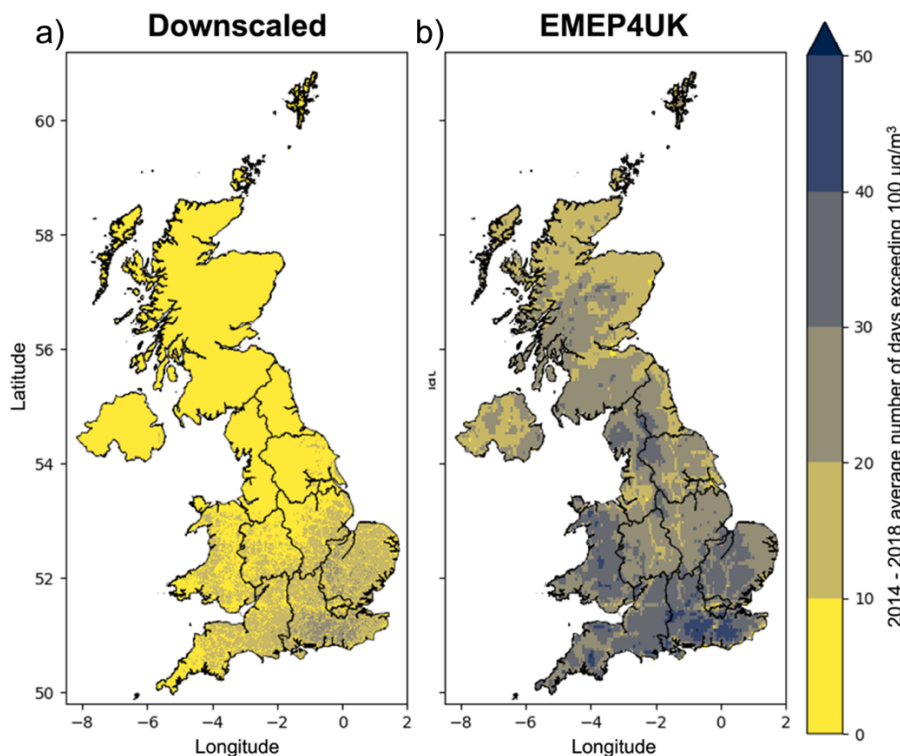 a) Downscaled
b) EMEP4UK
Latitude
60
58
56
54
52
50
−8 −6 −4 −2 0 2
Longitude
−8 −6 −4 −2 0 2
Longitude
50
40
30
20
10
0
2014 - 2018 average number of days exceeding 100 µg/m³